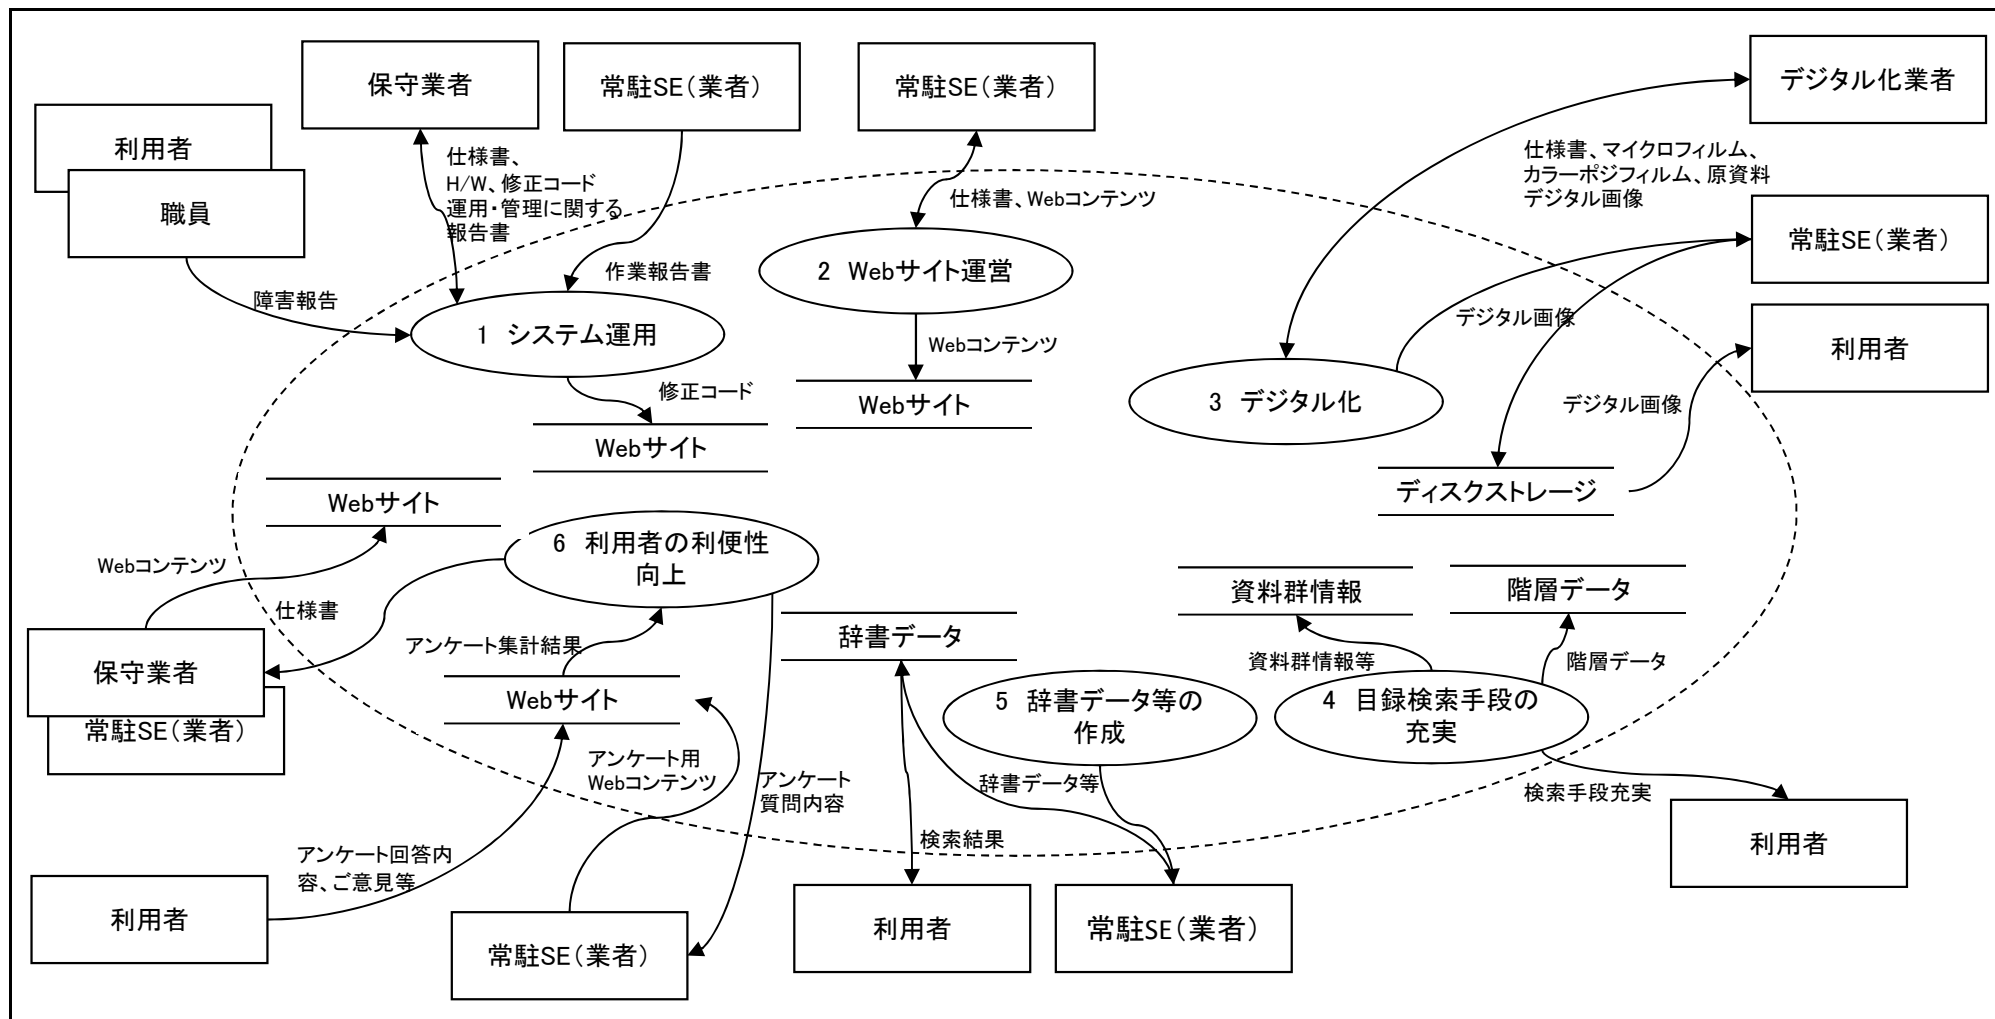 保守業者
常駐SE(業者)
常駐SE(業者)
デジタル化業者
利用者
職員
仕様書、
H/W、修正コード
運用・管理に関する
報告書
仕様書、Webコンテンツ
仕様書、マイクロフィルム、
カラーポジフィルム、原資料
デジタル画像
常駐SE(業者)
作業報告書
2 Webサイト運営
障害報告
1 システム運用
Webコンテンツ
デジタル画像
利用者
修正コード
Webサイト
3 デジタル化
デジタル画像
Webサイト
Webサイト
ディスクストレージ
6 利用者の利便性
向上
Webコンテンツ
仕様書
資料群情報
階層データ
アンケート集計結果
辞書データ
資料群情報等
階層データ
保守業者
常駐SE(業者)
Webサイト
5 辞書データ等の
作成
4 目録検索手段の
充実
アンケート用
Webコンテンツ
アンケート
質問内容
辞書データ等
検索手段充実
検索結果
利用者
アンケート回答内
容、ご意見等
利用者
常駐SE(業者)
利用者
常駐SE(業者)